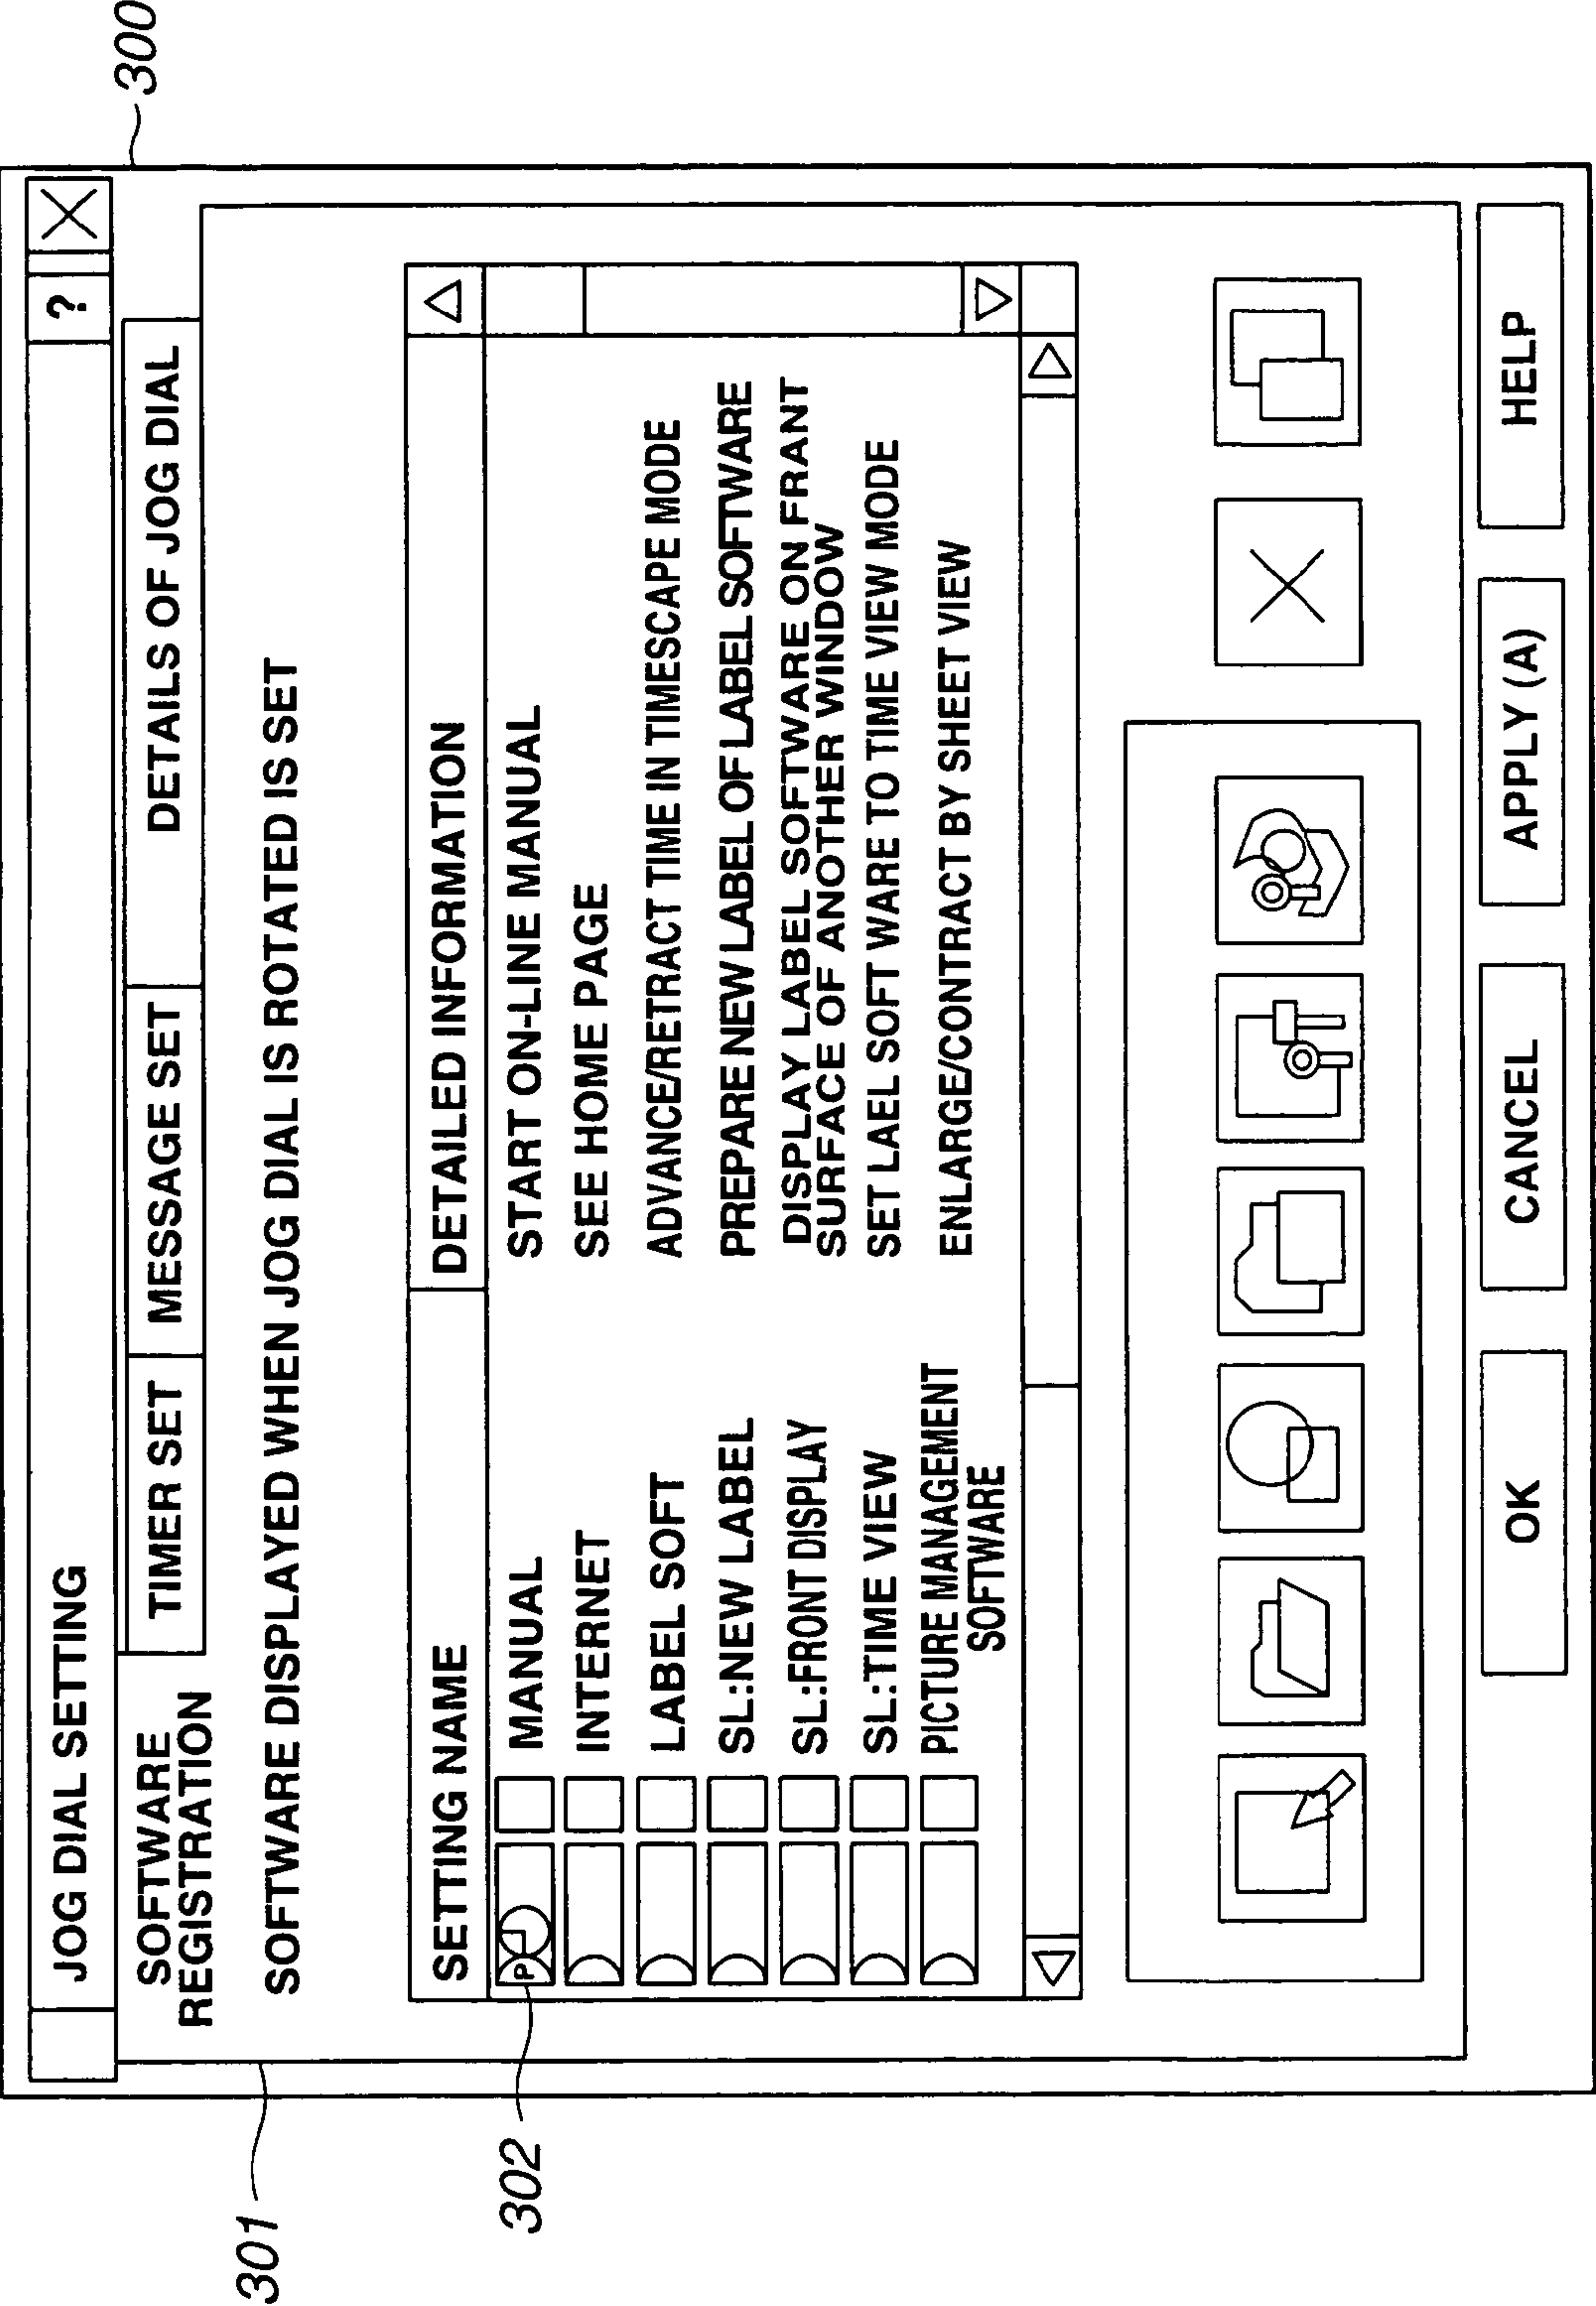 300
JOG DIAL SETTING
?
SOFTWARE
REGISTRATION
TIMER SET
MESSAGE SET
DETAILS OF JOG DIAL
301
SOFTWARE DISPLAYED WHEN JOG DIAL IS ROTATED IS SET
SETTING NAME
DETAILED INFORMATION
302
P
MANUAL
START ON-LINE MANUAL
INTERNET
SEE HOME PAGE
LABEL SOFT
ADVANCE/RETRACT TIME IN TIMESCAPE MODE
SL:NEW LABEL
PREPARE NEW LABEL OF LABEL SOFTWARE
SL:FRONT DISPLAY
DISPLAY LABEL SOFTWARE ON FRANT
SURFACE OF ANOTHER WINDOW
SL:TIME VIEW
SET LAEL SOFT WARE TO TIME VIEW MODE
PICTURE MANAGEMENT
SOFTWARE
ENLARGE/CONTRACT BY SHEET VIEW
OK
CANCEL
APPLY (A)
HELP